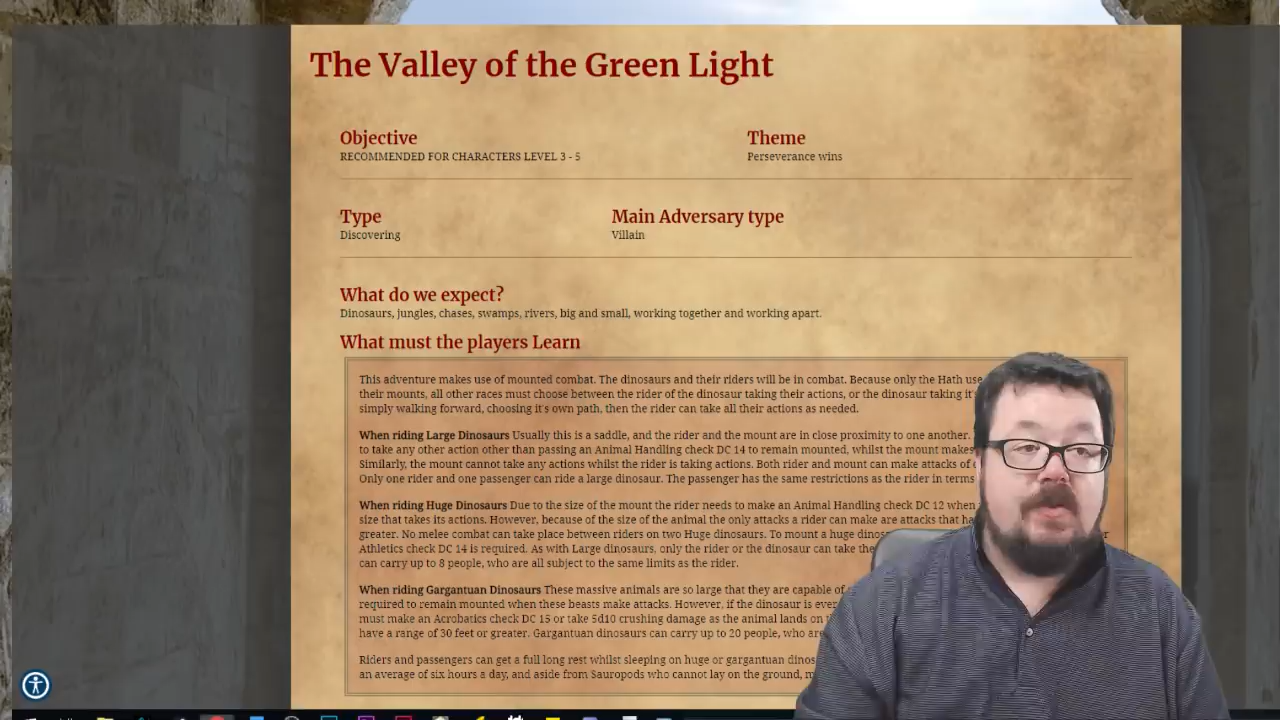 The Valley of the Green Light
Objective
Theme
RECOMMENDED FOR CHARACTERS LEVEL 3 - 5
Perseverance wins
Type
Main Adversary type
Discovering
Villain
What do we expect?
Dinosaurs, jungles, chases, swamps, rivers, big and small, working together and working apart.
What must the players Learn
This adventure makes use of mounted combat. The dinosaurs and their riders will be in combat. Because only the Hath use
their mounts, all other races must choose between the rider of the dinosaur taking their actions, or the dinosaur taking it's
simply walking forward, choosing it's own path, then the rider can take all their actions as needed.
When riding Large Dinosaurs Usually this is a saddle, and the rider and the mount are in close proximity to one another.
to take any other action other than passing an Animal Handling check DC 14 to remain mounted, whilst the mount makes
Similarly, the mount cannot take any actions whilst the rider is taking actions. Both rider and mount can make attacks of
Only one rider and one passenger can ride a large dinosaur. The passenger has the same restrictions as the rider in terms
When riding Huge Dinosaurs Due to the size of the mount the rider needs to make an Animal Handling check DC 12 when
size that takes its actions. However, because of the size of the animal the only attacks a rider can make are attacks that
greater. No melee combat can take place between riders on two Huge dinosaurs. To mount a huge
Athletics check DC 14 is required. As with Large dinosaurs, only the rider or the dinosaur can take
can carry up to 8 people, who are all subject to the same limits as the rider.
When riding Gargantuan Dinosaurs These massive animals are so large that they are capable of
required to remain mounted when these beasts make attacks. However, if the dinosaur is ever
must make an Acrobatics check DC 15 or take 5d10 crushing damage as the animal lands on
have a range of 30 feet or greater. Gargantuan dinosaurs can carry up to 20 people, who are
Riders and passengers can get a full long rest whilst sleeping on huge or gargantuan
an average of six hours a day, and aside from Sauropods who cannot lay on the ground,